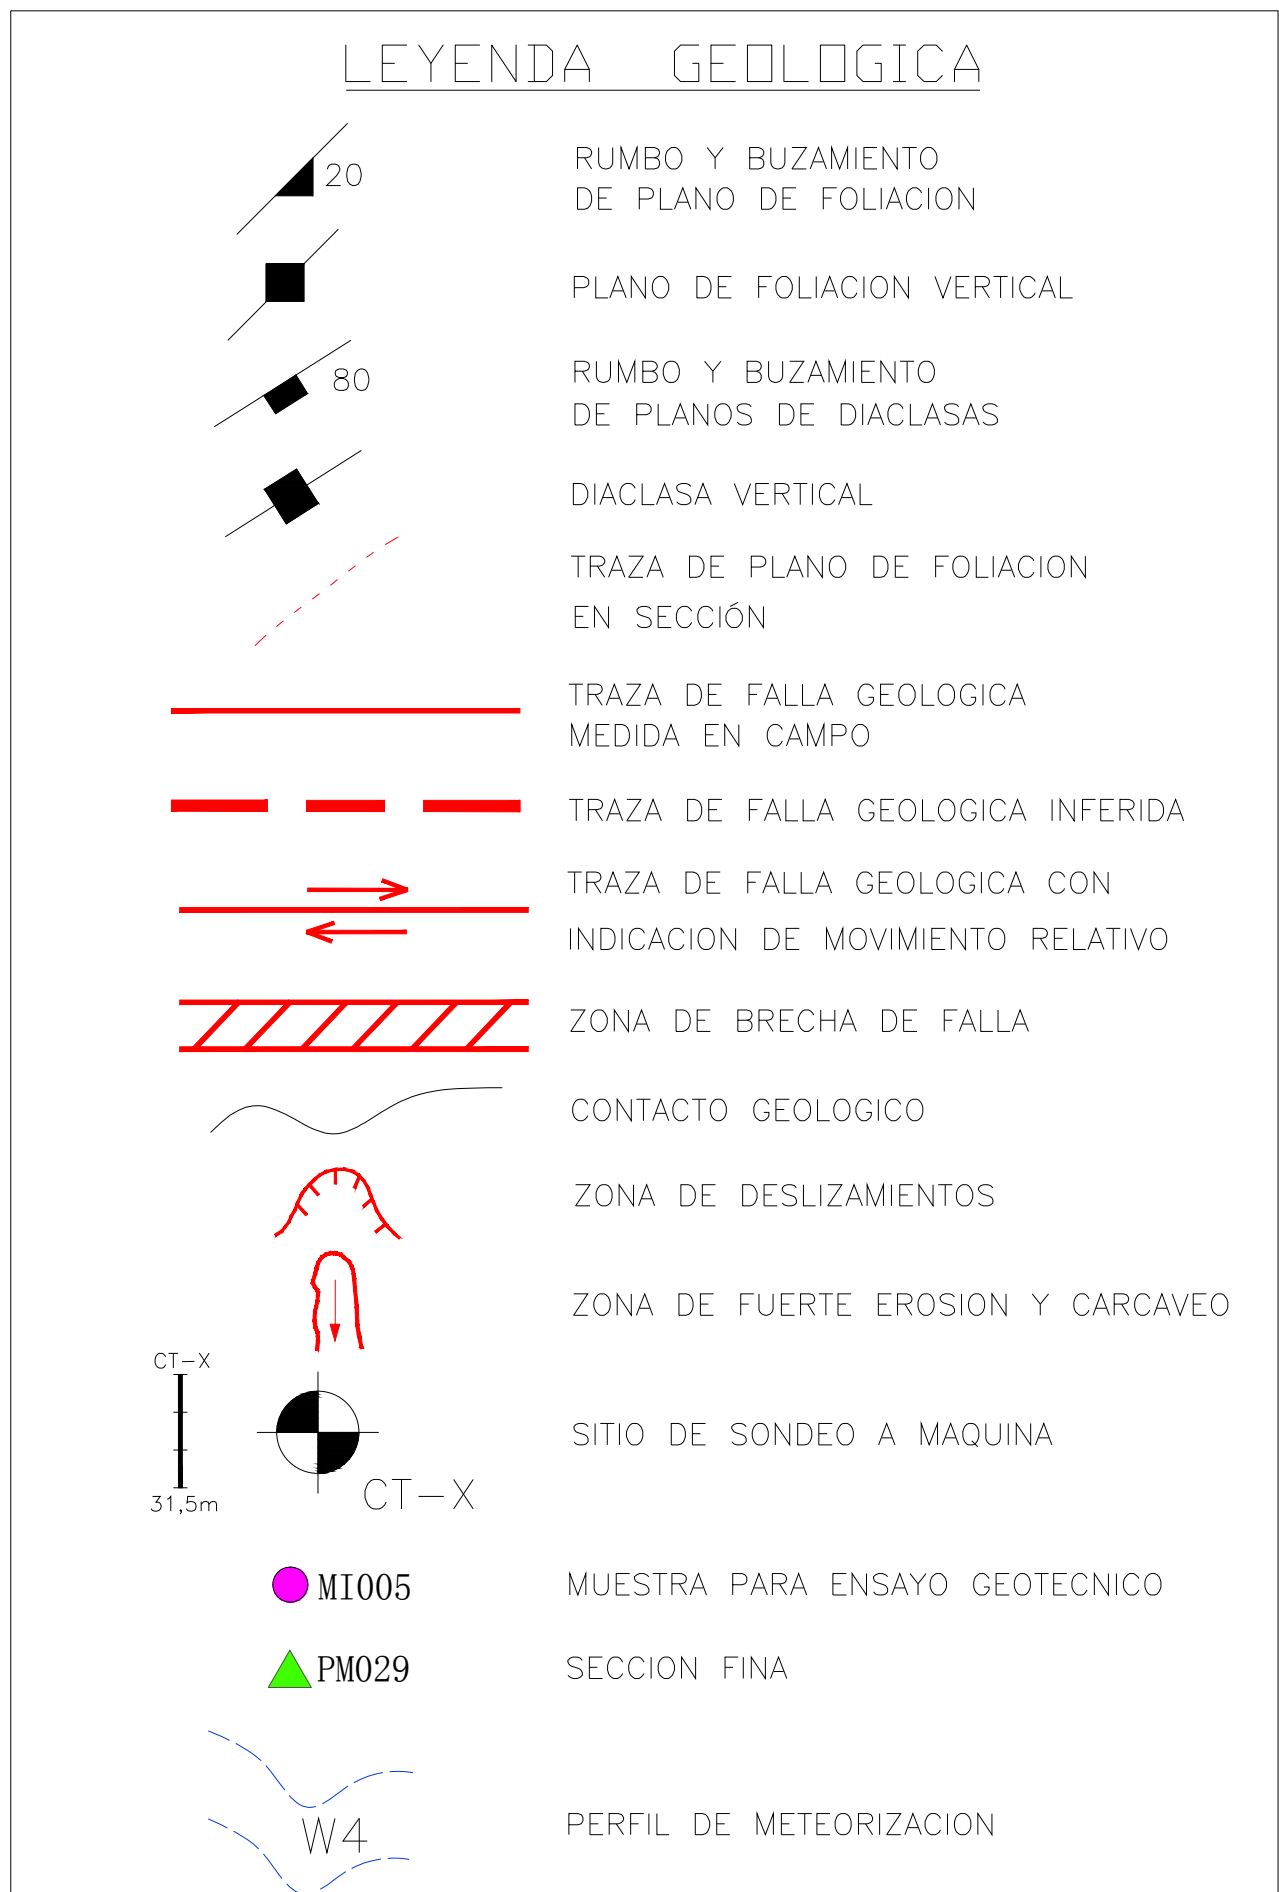 LEYENDA GEOLOGICA
20
RUMBO Y BUZAMIENTO
DE PLANO DE FOLIACION
PLANO DE FOLIACION VERTICAL
80
RUMBO Y BUZAMIENTO
DE PLANOS DE DIACLASAS
DIACLASA VERTICAL
TRAZA DE PLANO DE FOLIACION
EN SECCIÓN
TRAZA DE FALLA GEOLOGICA
MEDIDA EN CAMPO
TRAZA DE FALLA GEOLOGICA INFERIDA
TRAZA DE FALLA GEOLOGICA CON
INDICACION DE MOVIMIENTO RELATIVO
ZONA DE BRECHA DE FALLA
CONTACTO GEOLOGICO
ZONA DE DESLIZAMIENTOS
ZONA DE FUERTE EROSION Y CARCAVEO
CT-X
31,5m
CT-X
SITIO DE SONDEO A MAQUINA
MI005
MUESTRA PARA ENSAYO GEOTECNICO
PM029
SECCION FINA
W4
PERFIL DE METEORIZACION